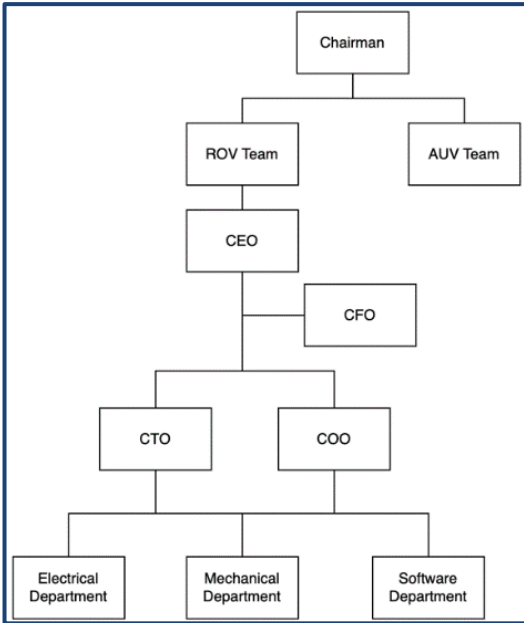 Chairman
ROV Team
AUV Team
CEO
CFO
CTO
COO
Electrical
Department
Mechanical
Department
Software
Department